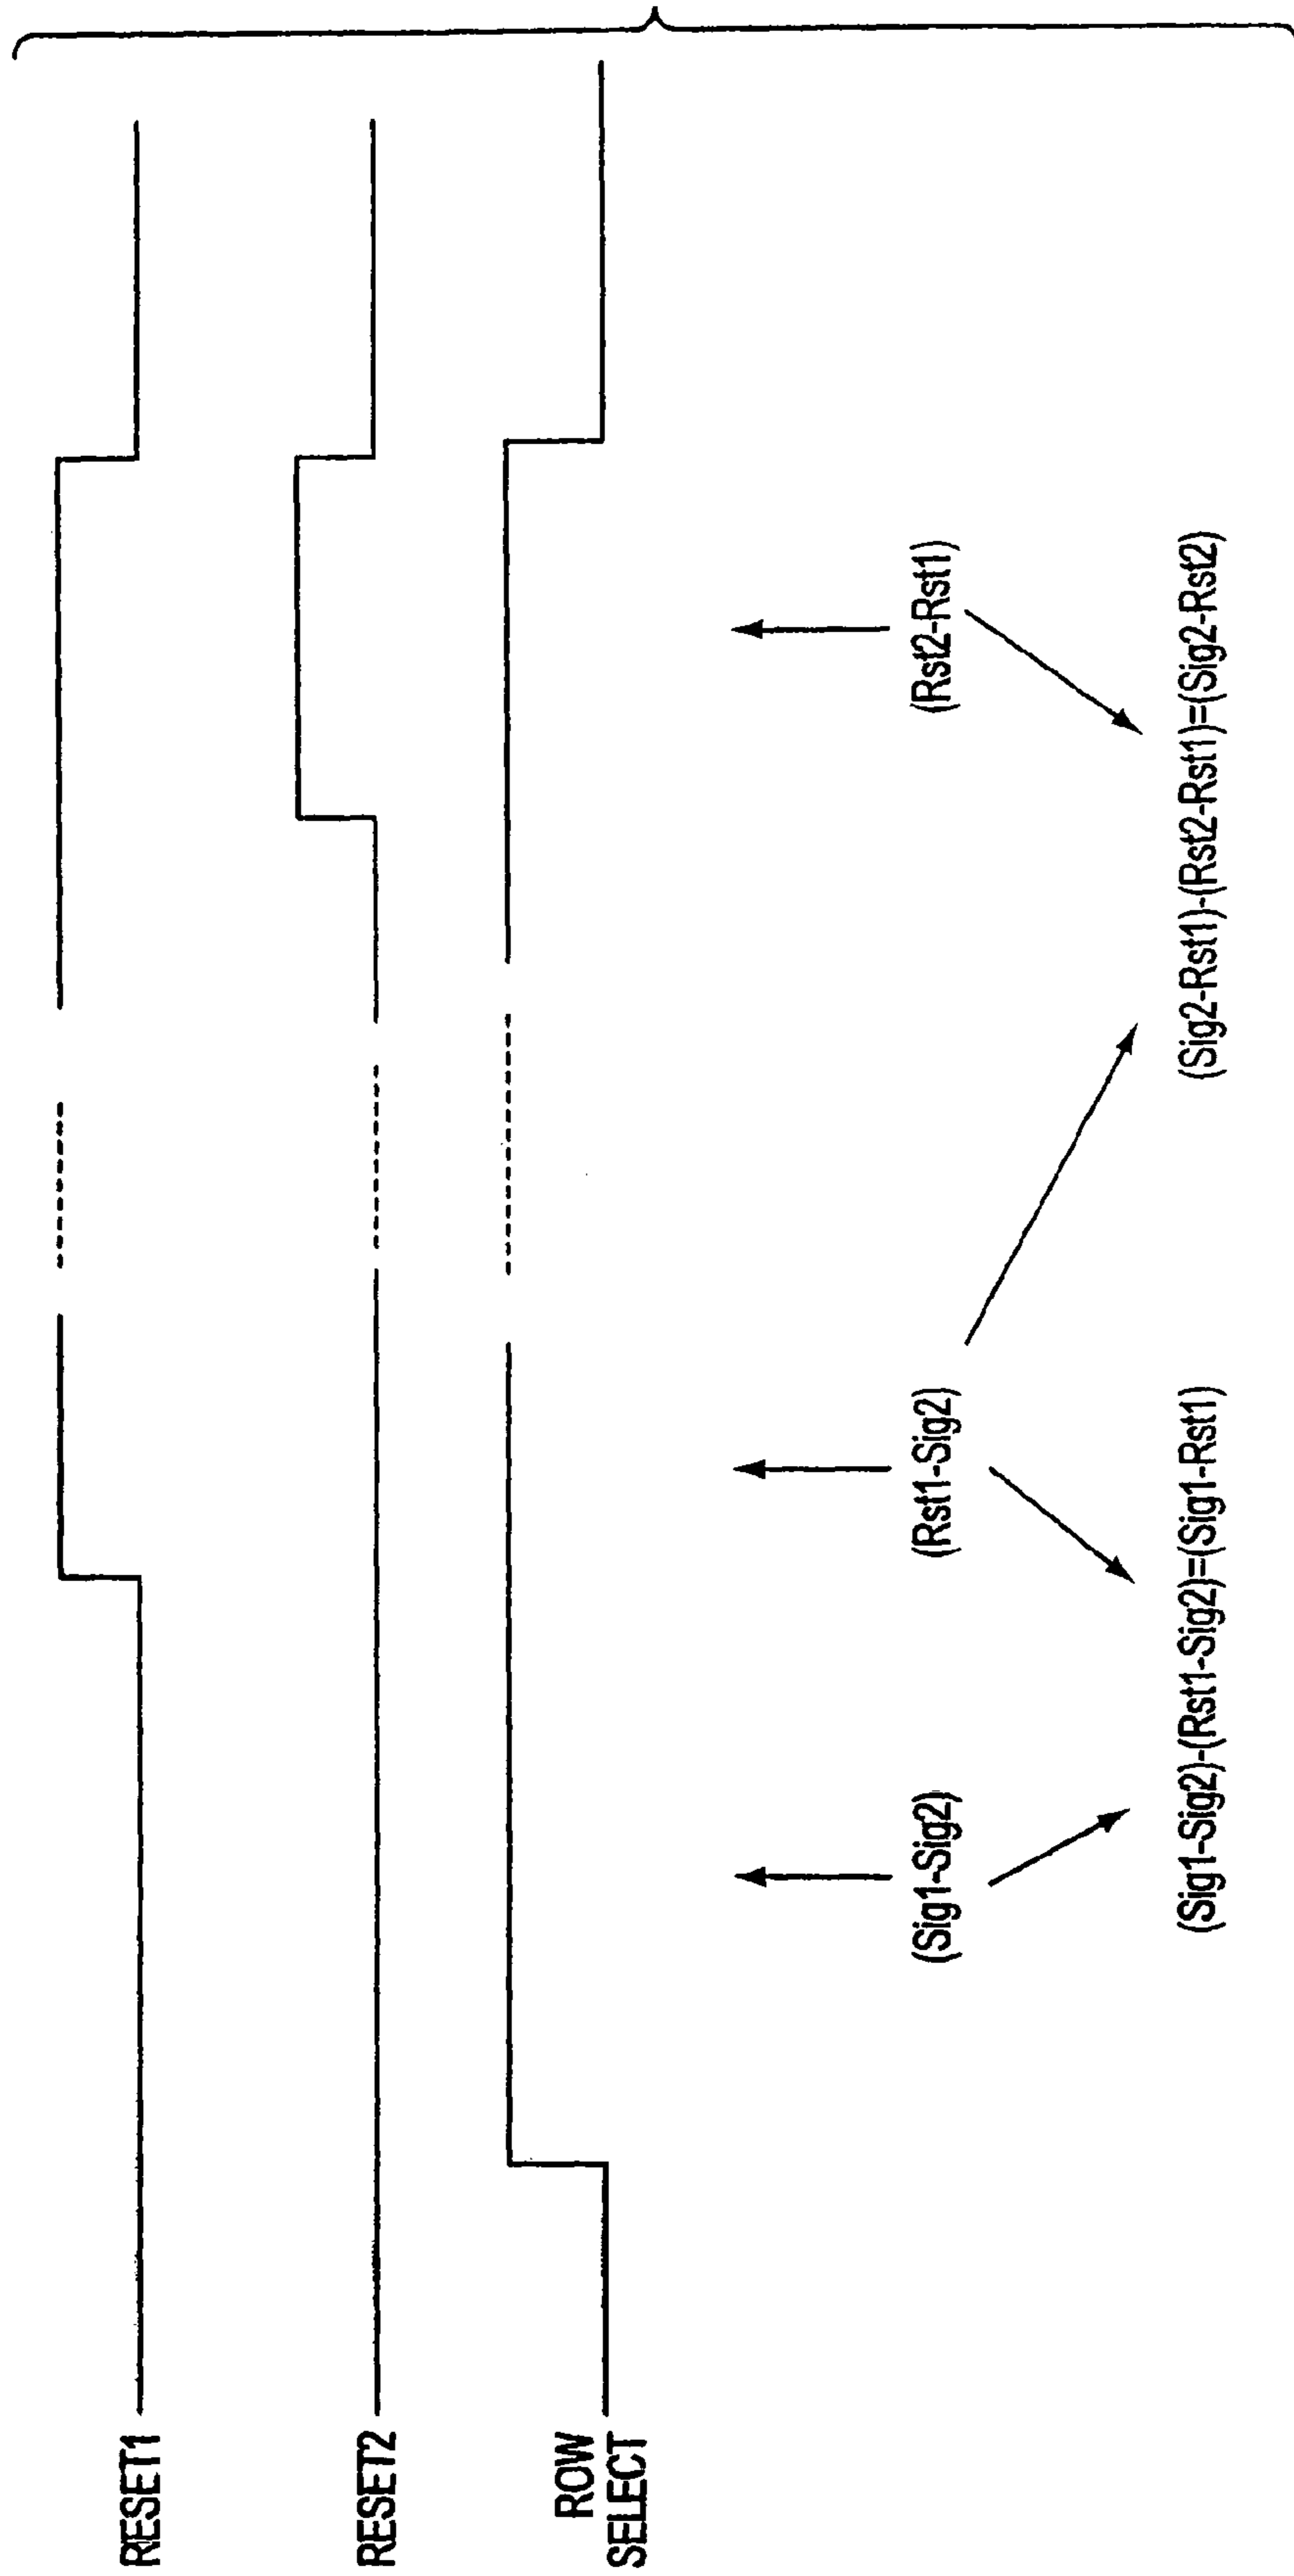 RESET1
RESET2
ROW
SELECT
(Sig1-Sig2)
(Rst1-Sig2)
(Rst2-Rst1)
(Sig1-Sig2)-(Rst1-Sig2)=(Sig1-Rst1)
(Sig2-Rst1)-(Rst2-Rst1)=(Sig2-Rst2)